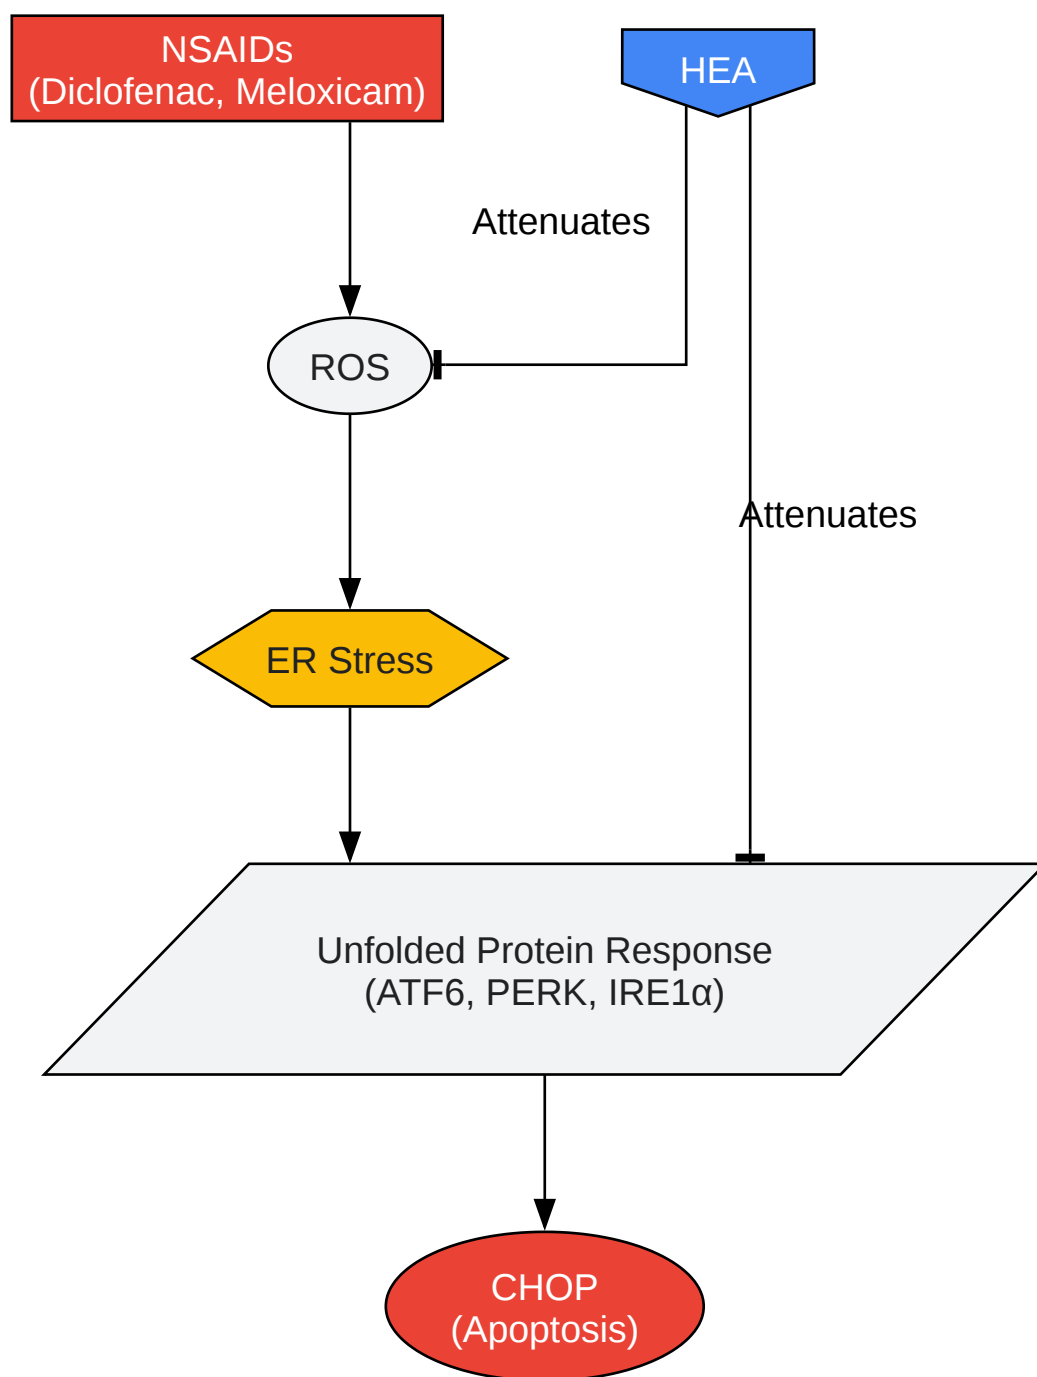 NSAIDs
(Diclofenac, Meloxicam)
HEA
Attenuates
ROS
Attenuates
ER Stress
Unfolded Protein Response
(ATF6, PERK, IRE1α)
CHOP
(Apoptosis)